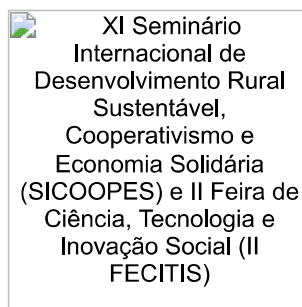 XI Seminário
Internacional de
Desenvolvimento Rural
Sustentável,
Cooperativismo e
Economia Solidária
(SICOOPES) e II Feira de
Ciência, Tecnologia e
Inovação Social (II
FECITIS)